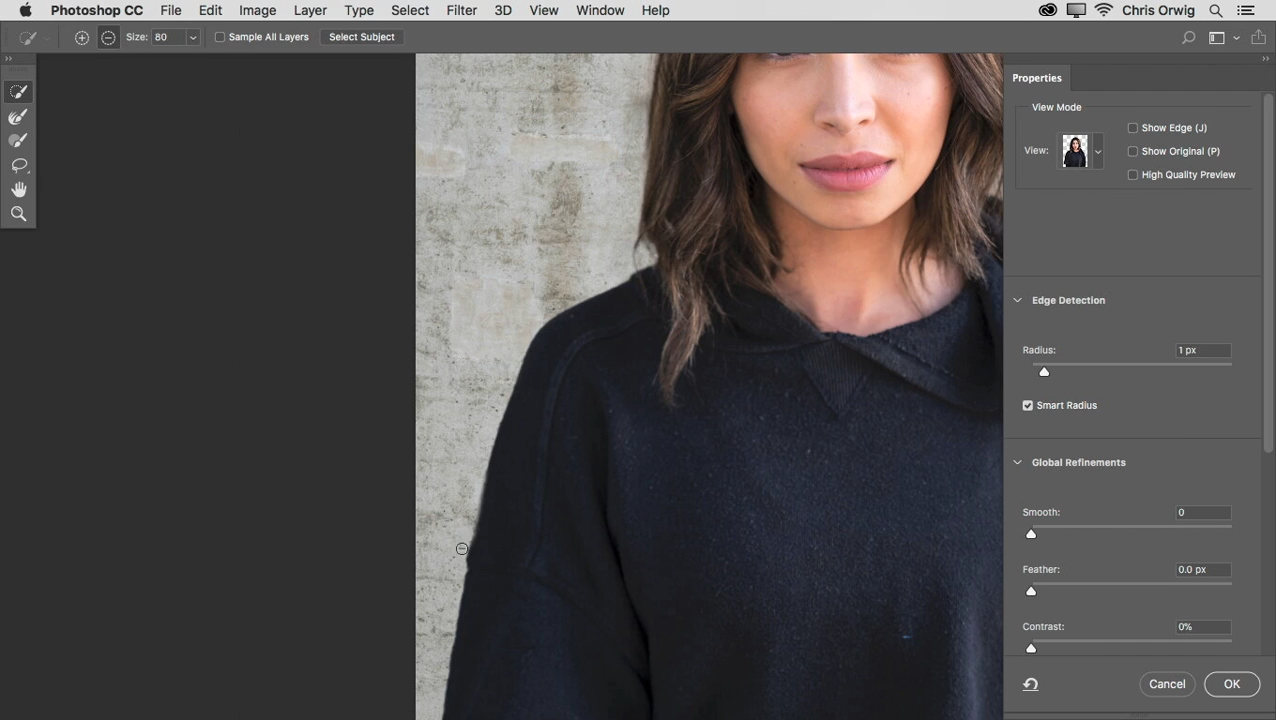 Photoshop CC File Edit Image Layer Type Select Filter 3D View Window Help Chris Orwig
Size: 80 Sample All Layers Select Subject
Properties
View Mode
Show Edge (J)
View:
Show Original (P)
High Quality Preview
Edge Detection
Radius: 1 px
Smart Radius
Global Refinements
Smooth: 0
Feather: 0.0 px
Contrast: 0%
Cancel OK